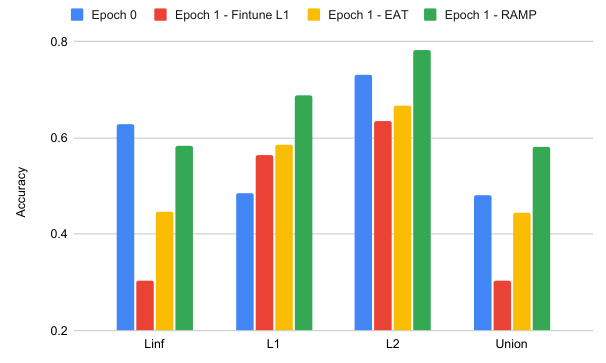 Epoch 0 Epoch 1 - Fintune L1 Epoch 1 - EAT Epoch 1 - RAMP
0.8
0.6
0.4
0.2
Accuracy
Linf L1 L2 Union